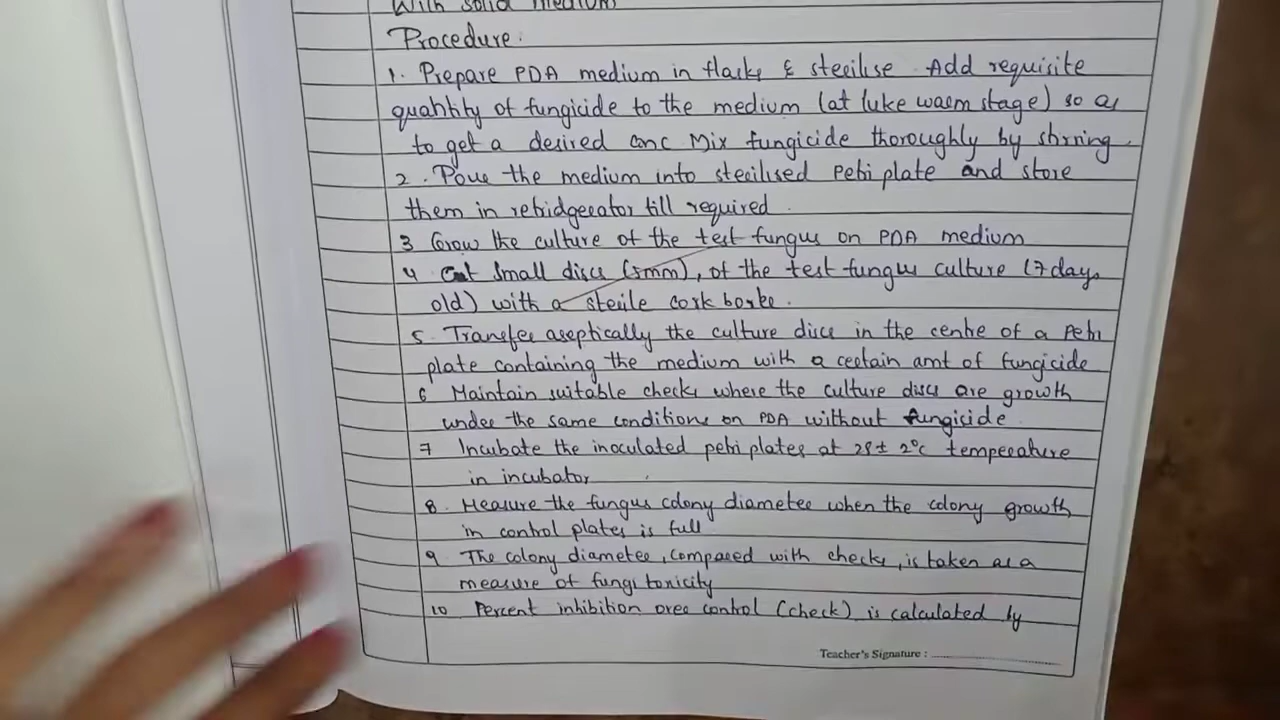 With solid medium
Procedure:
1. Prepare PDA medium in flasks & sterilise. Add requisite
quantity of fungicide to the medium (at luke warm stage) so as
to get a desired conc Mix fungicide thoroughly by stirring.
2. Pour the medium into sterilised petri plate and store
them in refridgerator till required.
3 Grow the culture of the test fungus on PDA medium
4 Cut small discs (5mm), of the test fungus culture (7 days
old) with a sterile cork borke.
5. Transfer aseptically the culture discs in the centre of a Petri
plate containing the medium with a certain amt of fungicide
6 Maintain suitable checks where the culture discs are growth
under the same conditions on PDA without fungicide.
7 Incubate the inoculated petri plates at 28± 2°c temperature
in incubator
8. Measure the fungus colony diameter when the colony growth
in control plates is full
9 The colony diameter, compared with checks, is taken as a
measure of fungi toxicity
10 Percent inhibition over control (check) is calculated by
Teacher's Signature :